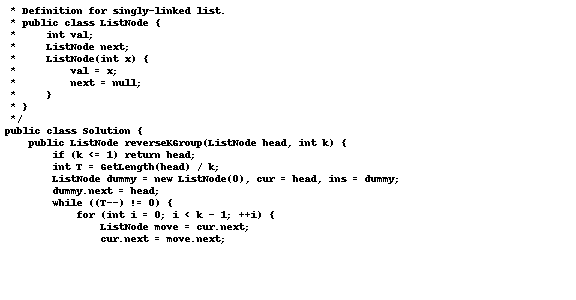 * Definition for singly-linked list.
* public class ListNode {
*     int val;
*     ListNode next;
*     ListNode(int x) {
*         val = x;
*         next = null;
*     }
* }
*/
public class Solution {
    public ListNode reverseKGroup(ListNode head, int k) {
        if (k <= 1) return head;
        int T = GetLength(head) / k;
        ListNode dummy = new ListNode(0), cur = head, ins = dummy;
        dummy.next = head;
        while ((T--) != 0) {
            for (int i = 0; i < k - 1; ++i) {
                ListNode move = cur.next;
                cur.next = move.next;